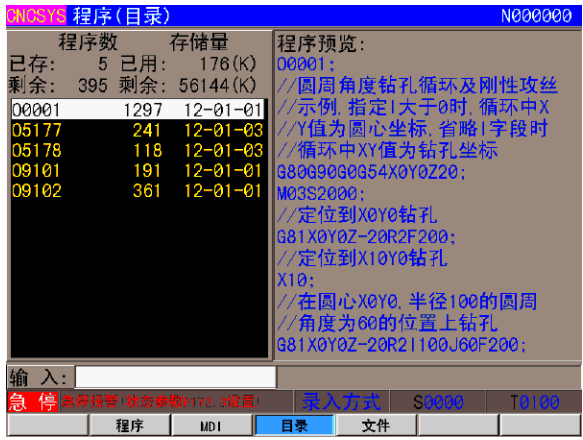 CNCSYS 程序(目录) N000000
程序数 存储量
已存: 5 已用: 176(K)
剩余: 395 剩余: 56144(K)
O0001 1297 12-01-01
O5177 241 12-01-03
O5178 118 12-01-03
O9101 191 12-01-01
O9102 361 12-01-01
程序预览:
O0001;
//圆周角度钻孔循环及刚性攻丝
//示例, 指定I大于0时, 循环中X
//Y值为圆心坐标, 省略I字段时
//循环中XY值为钻孔坐标
G80G90G0G54X0Y0Z20;
M03S2000;
//定位到X0Y0钻孔
G81X0Y0Z-20R2F200;
//定位到X10Y0钻孔
X10;
//在圆心X0Y0, 半径100的圆周
//角度为60的位置上钻孔
G81X0Y0Z-20R2I100J60F200;
输 入:
急 停 急停报警 录入方式 S0000 T0100
程序 MDI 目录 文件